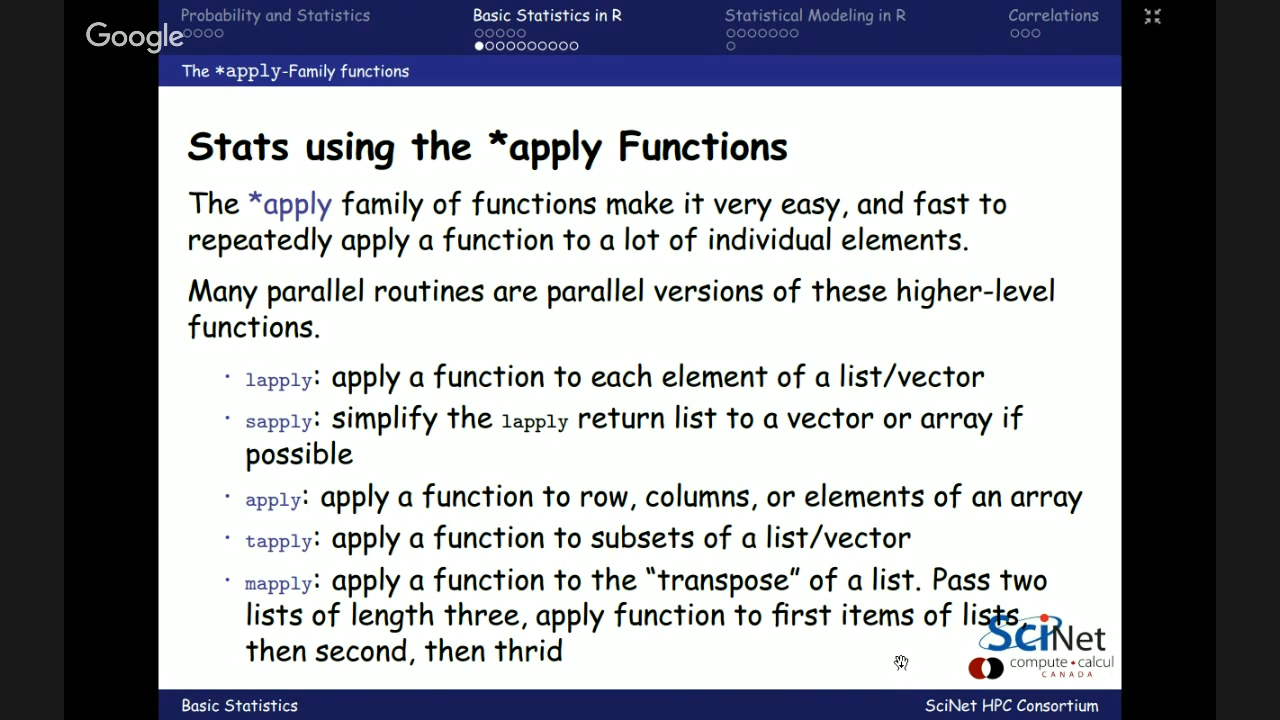 Probability and Statistics
Basic Statistics in R
Statistical Modeling in R
Correlations
Google
The *apply-Family functions
Stats using the *apply Functions
The *apply family of functions make it very easy, and fast to
repeatedly apply a function to a lot of individual elements.
Many parallel routines are parallel versions of these higher-level
functions.
· lapply: apply a function to each element of a list/vector
· sapply: simplify the lapply return list to a vector or array if
possible
· apply: apply a function to row, columns, or elements of an array
· tapply: apply a function to subsets of a list/vector
· mapply: apply a function to the “transpose” of a list. Pass two
lists of length three, apply function to first items of lists,
then second, then thrid
SciNet
compute • calcul
CANADA
Basic Statistics
SciNet HPC Consortium